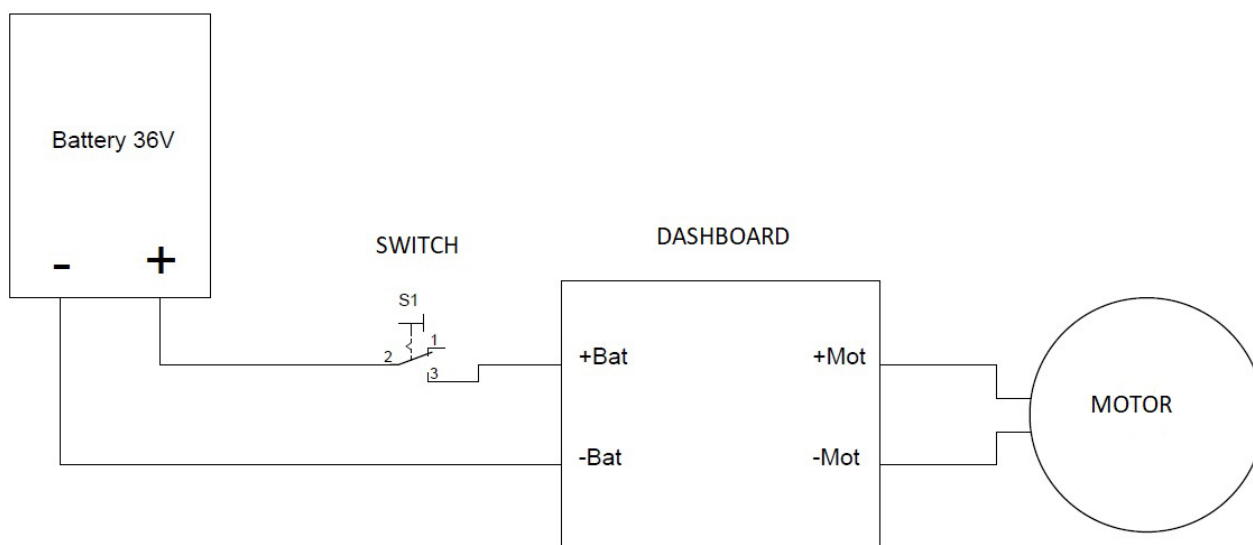 Battery 36V
- +
SWITCH
DASHBOARD
S1
1
2
3
+Bat
+Mot
-Bat
-Mot
MOTOR